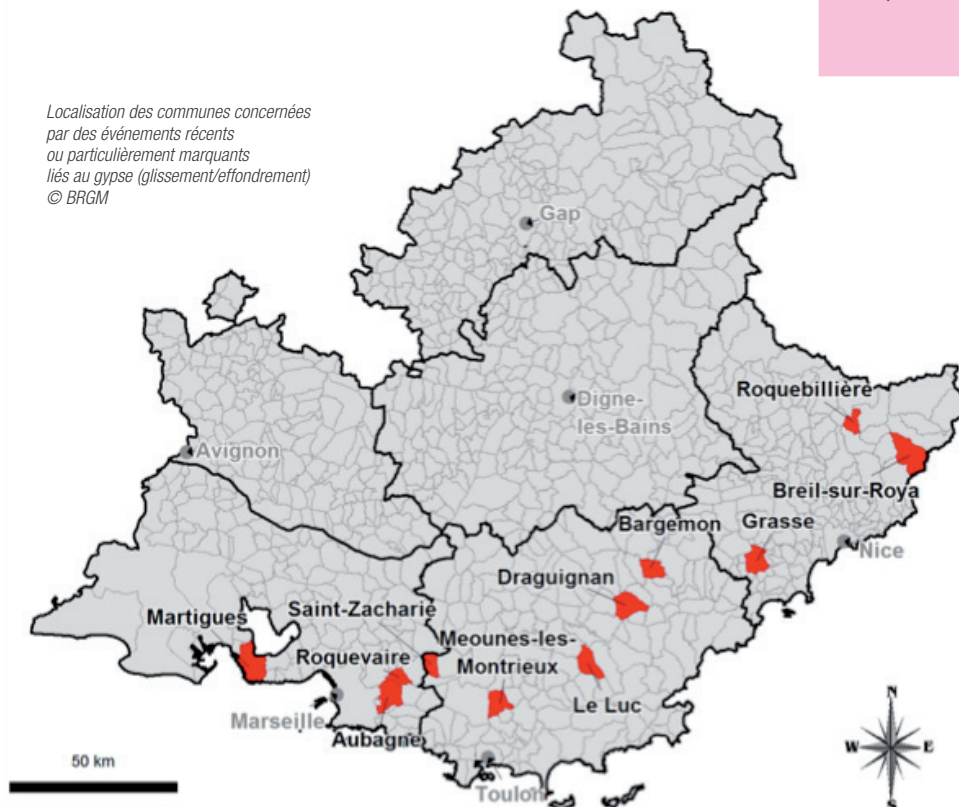 Localisation des communes concernées
par des événements récents
ou particulièrement marquants
liés au gypse (glissement/effondrement)
© BRGM
Gap
Digne-
les-Bains
Avignon
Roquebillière
Breil-sur-Roya
Bargemon
Grasse
Nice
Draguignan
Saint-Zacharie
Martigues
Meounes-les-
Montrieux
Roquevaire
Le Luc
Marseille
Aubagne
Toulon
50 km
N
W
E
S